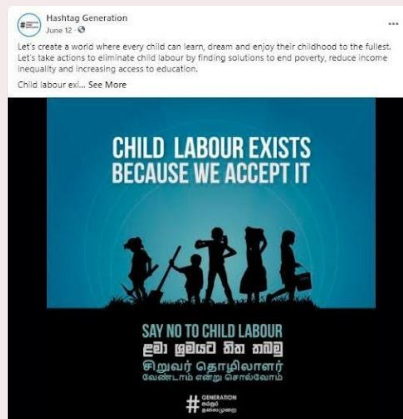 Hashtag Generation
June 12 ·
Let's create a world where every child can learn, dream and enjoy their childhood to the fullest.
Let's take actions to eliminate child labour by finding solutions to end poverty, reduce income
inequality and increasing access to education.
Child labour exi... See More
CHILD LABOUR EXISTS
BECAUSE WE ACCEPT IT
SAY NO TO CHILD LABOUR
ළමා ශ්‍රමයට තිත තබමු
சிறுவர் தொழிலாளர்
வேண்டாம் என்று சொல்வோம்
# GENERATION